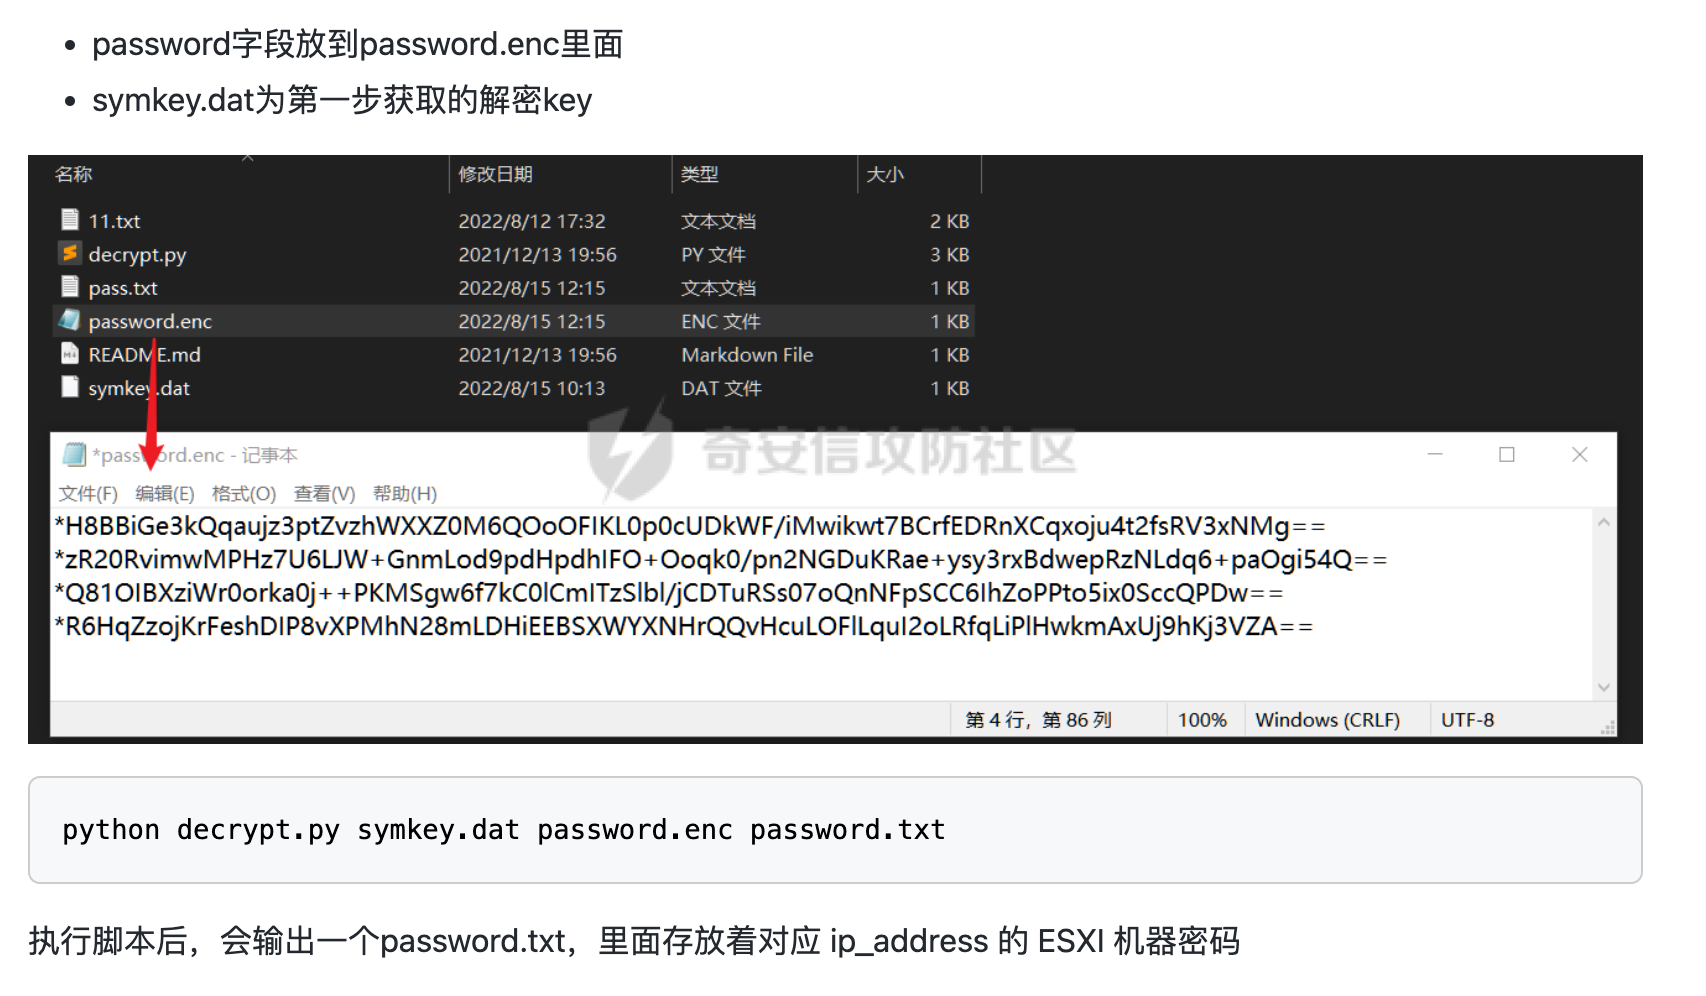 password字段放到password.enc里面
symkey.dat为第一步获取的解密key
名称 修改日期 类型 大小
11.txt 2022/8/12 17:32 文本文档 2 KB
decrypt.py 2021/12/13 19:56 PY 文件 3 KB
pass.txt 2022/8/15 12:15 文本文档 1 KB
password.enc 2022/8/15 12:15 ENC 文件 1 KB
README.md 2021/12/13 19:56 Markdown File 1 KB
symkey.dat 2022/8/15 10:13 DAT 文件 1 KB
奇安信攻防社区
*password.enc - 记事本
文件(F) 编辑(E) 格式(O) 查看(V) 帮助(H)
*H8BBiGe3kQqaujz3ptZvzhWXXZ0M6QOoOFIKL0p0cUDkWF/iMwikwt7BCrfEDRnXCqxoju4t2fsRV3xNMg==
*zR20RvimwMPHz7U6LJW+GnmLod9pdHpdhIFO+Ooqk0/pn2NGDuKRae+ysy3rxBdwepRzNLdq6+paOgi54Q==
*Q81OIBXziWr0orka0j++PKMSgw6f7kC0lCmITzSlbl/jCDTuRSs07oQnNFpSCC6IhZoPPto5ix0SccQPDw==
*R6HqZzojKrFeshDIP8vXPMhN28mLDHiEEBSXWYXNHrQQvHcuLOFlLquI2oLRfqLiPlHwkmAxUj9hKj3VZA==
第 4 行，第 86 列 100% Windows (CRLF) UTF-8
python decrypt.py symkey.dat password.enc password.txt
执行脚本后，会输出一个password.txt，里面存放着对应 ip_address 的 ESXI 机器密码